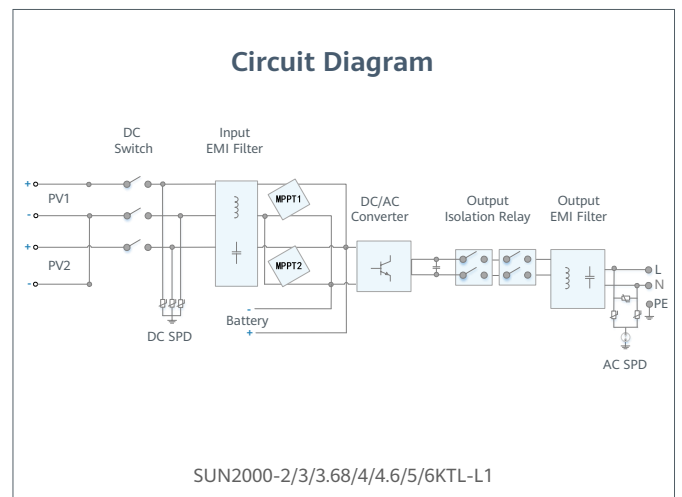 Circuit Diagram
DC
Switch
Input
EMI Filter
+
PV1
-
+
PV2
-
DC SPD
MPPT1
MPPT2
Battery
-
+
DC/AC
Converter
Output
Isolation Relay
Output
EMI Filter
L
N
PE
AC SPD
SUN2000-2/3/3.68/4/4.6/5/6KTL-L1